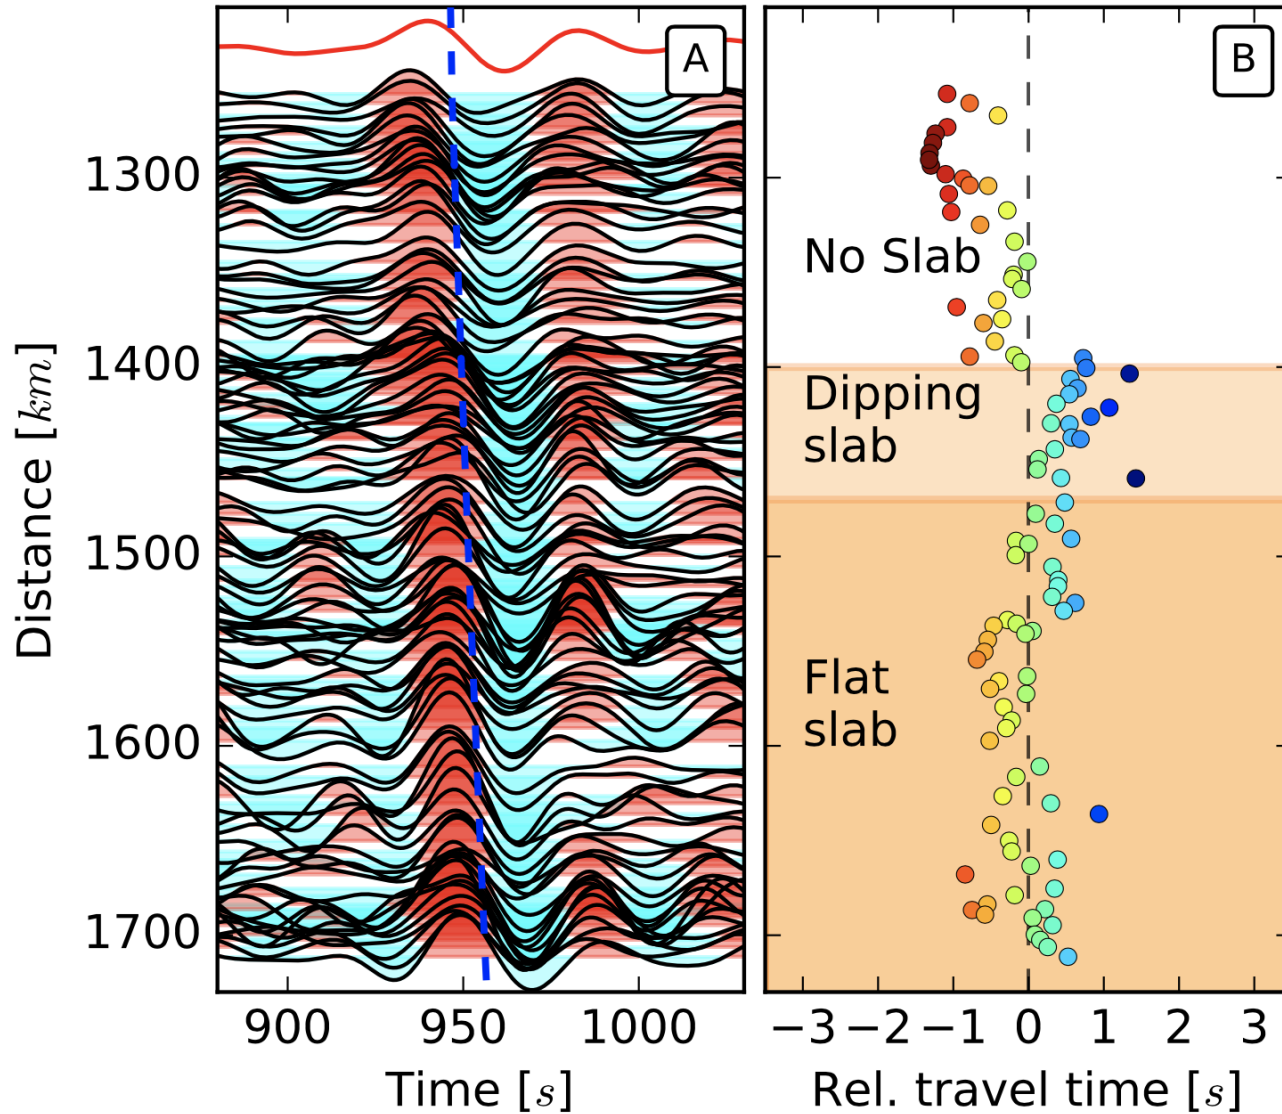 A
B
1300
1400
1500
1600
1700
Distance [km]
900
950
1000
Time [s]
No Slab
Dipping
slab
Flat
slab
−3
−2
−1
0
1
2
3
Rel. travel time [s]